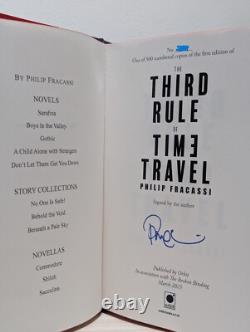 BY PHILIP FRACASSI
NOVELS
Sarafina
Boys in the Valley
Gothic
A Child Alone with Strangers
Don't Let Them Get You Down
STORY COLLECTIONS
No One Is Safe!
Behold the Void
Beneath a Pale Sky
NOVELLAS
Commodore
Shiloh
Sacculina
No.
One of 500 numbered copies of the first edition of
THE
THIRD
RULE
OF
TIME
TRAVEL
PHILIP FRACASSI
Signed by the author
Published by Orbit
in association with The Broken Binding
March 2025